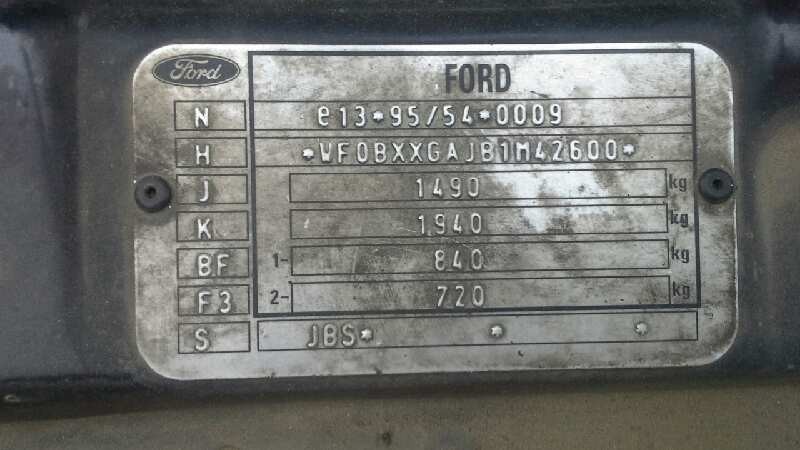 Ford FORD
N e13*95/54*0009
H *WF0BXXGAJB1M42600*
J 1490 kg
K 1940 kg
BF 1- 840 kg
F3 2- 720 kg
S JBS* * *